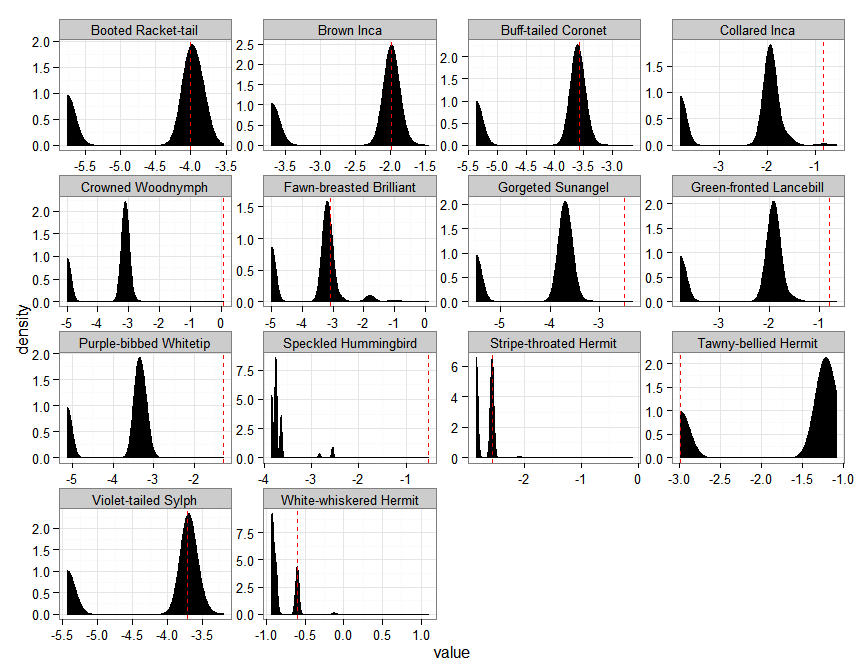 Booted Racket-tail
Brown Inca
Buff-tailed Coronet
Collared Inca
2.0
1.5
1.0
0.5
0.0
2.5
2.0
1.5
1.0
0.5
0.0
2.0
1.5
1.0
0.5
0.0
1.5
1.0
0.5
0.0
-5.5 -5.0 -4.5 -4.0 -3.5
-3.5 -3.0 -2.5 -2.0 -1.5
-5.5 -5.0 -4.5 -4.0 -3.5 -3.0
-3 -2 -1
Crowned Woodnymph
Fawn-breasted Brilliant
Gorgeted Sunangel
Green-fronted Lancebill
2.0
1.5
1.0
0.5
0.0
1.5
1.0
0.5
0.0
2.0
1.5
1.0
0.5
0.0
2.0
1.5
1.0
0.5
0.0
-5 -4 -3 -2 -1 0
-5 -4 -3 -2 -1 0
-5 -4 -3
-3 -2 -1
density
Purple-bibbed Whitetip
Speckled Hummingbird
Stripe-throated Hermit
Tawny-bellied Hermit
2.0
1.5
1.0
0.5
0.0
7.5
5.0
2.5
0.0
6
4
2
0
2.0
1.5
1.0
0.5
0.0
-5 -4 -3 -2
-4 -3 -2 -1
-2 -1 0
-3.0 -2.5 -2.0 -1.5 -1.0
Violet-tailed Sylph
White-whiskered Hermit
2.0
1.5
1.0
0.5
0.0
7.5
5.0
2.5
0.0
-5.5 -5.0 -4.5 -4.0 -3.5
-1.0 -0.5 0.0 0.5 1.0
value